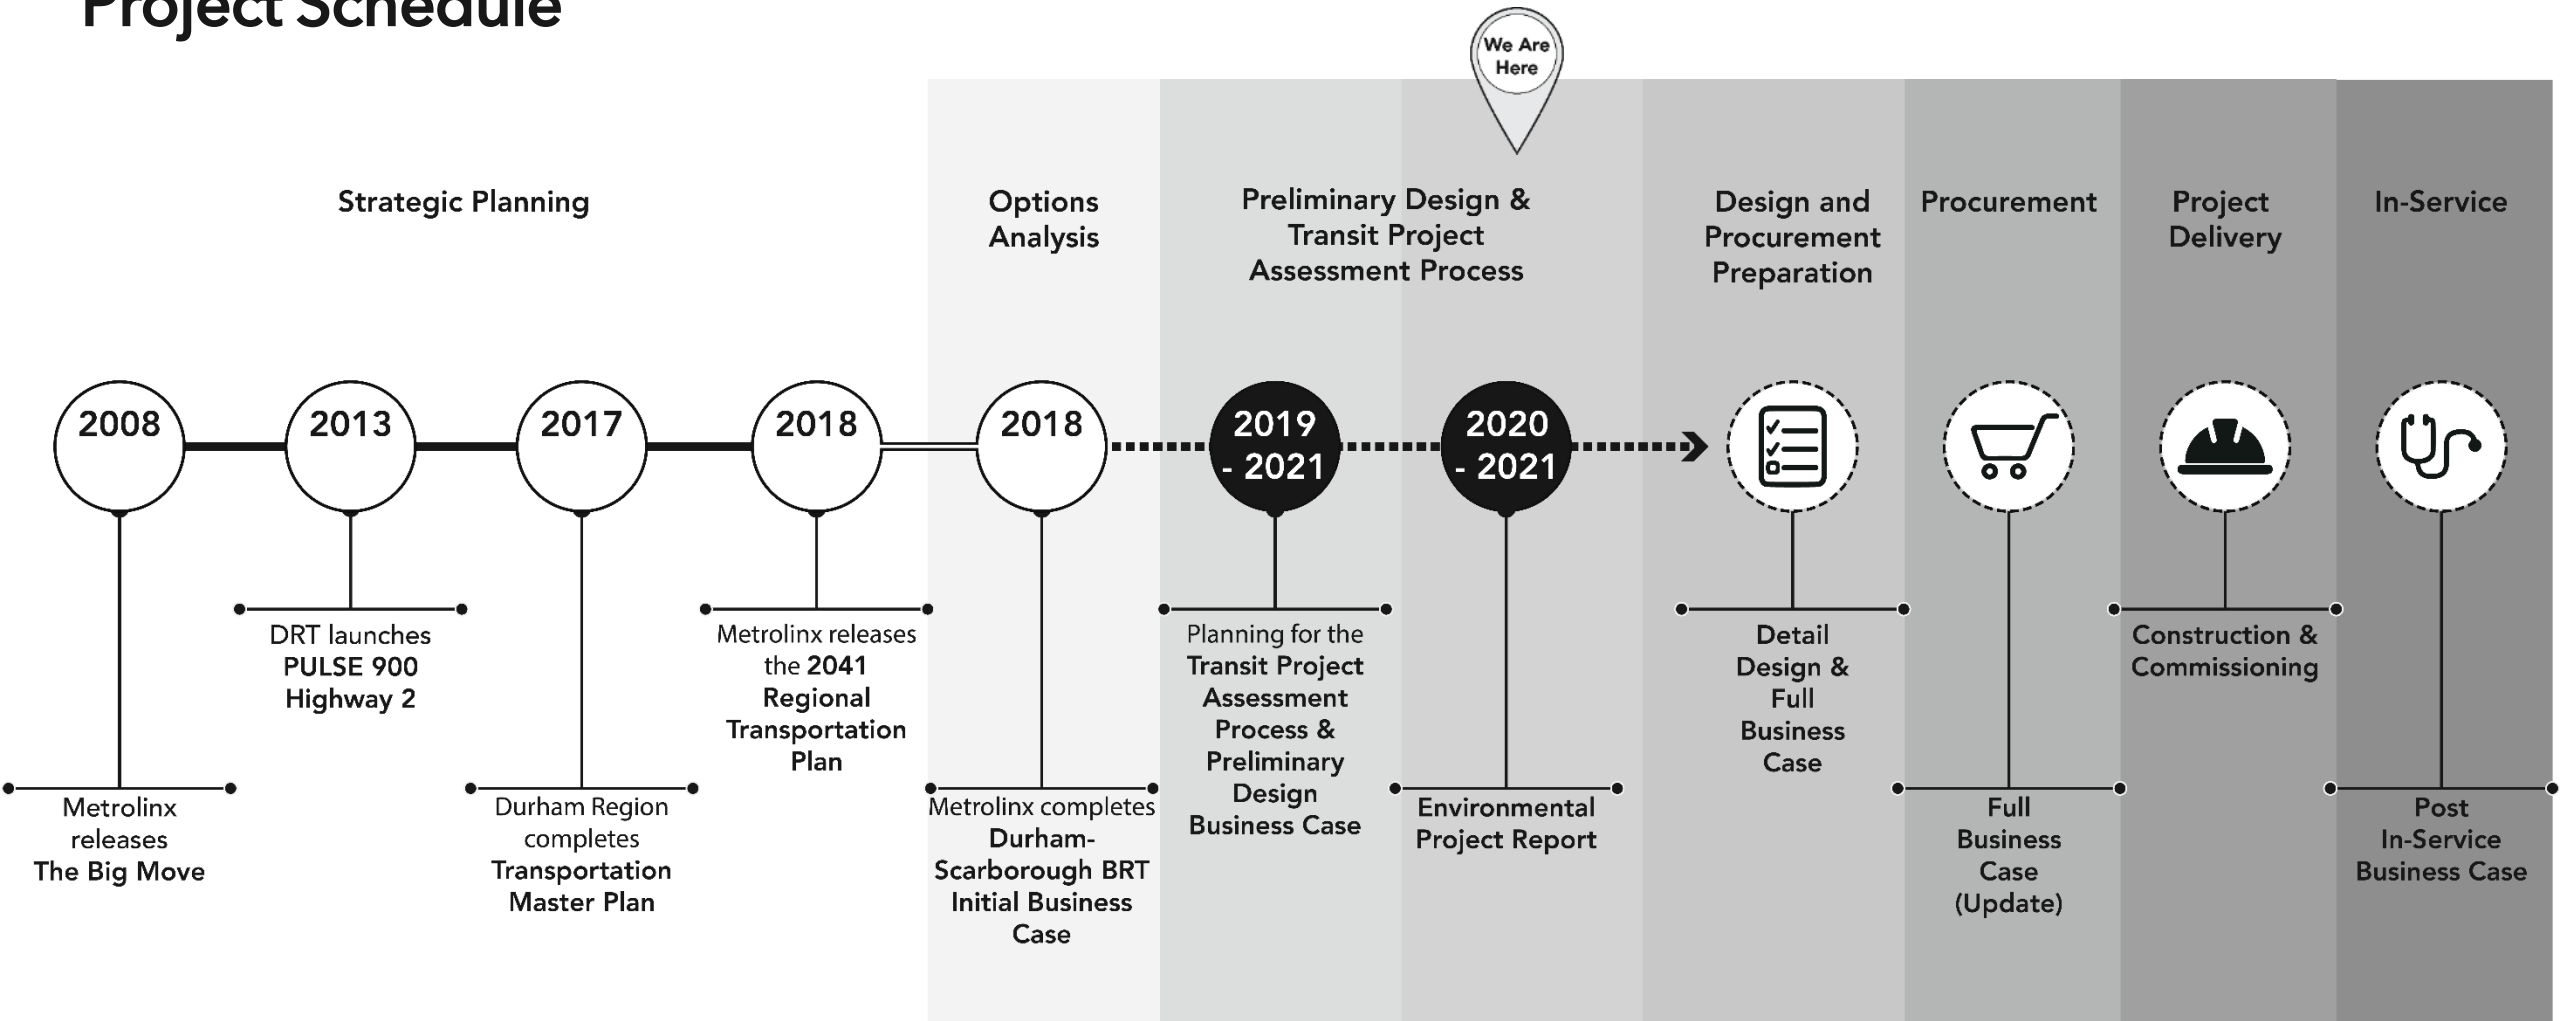 Project Schedule
We Are
Here
Strategic Planning
Options
Analysis
Preliminary Design &
Transit Project
Assessment Process
Design and
Procurement
Preparation
Procurement
Project
Delivery
In-Service
2008
2013
2017
2018
2018
2019
- 2021
2020
- 2021
Metrolinx
releases
The Big Move
DRT launches
PULSE 900
Highway 2
Durham Region
completes
Transportation
Master Plan
Metrolinx releases
the 2041
Regional
Transportation
Plan
Metrolinx completes
Durham-
Scarborough BRT
Initial Business
Case
Planning for the
Transit Project
Assessment
Process &
Preliminary
Design
Business Case
Environmental
Project Report
Detail
Design &
Full
Business
Case
Full
Business
Case
(Update)
Construction &
Commissioning
Post
In-Service
Business Case